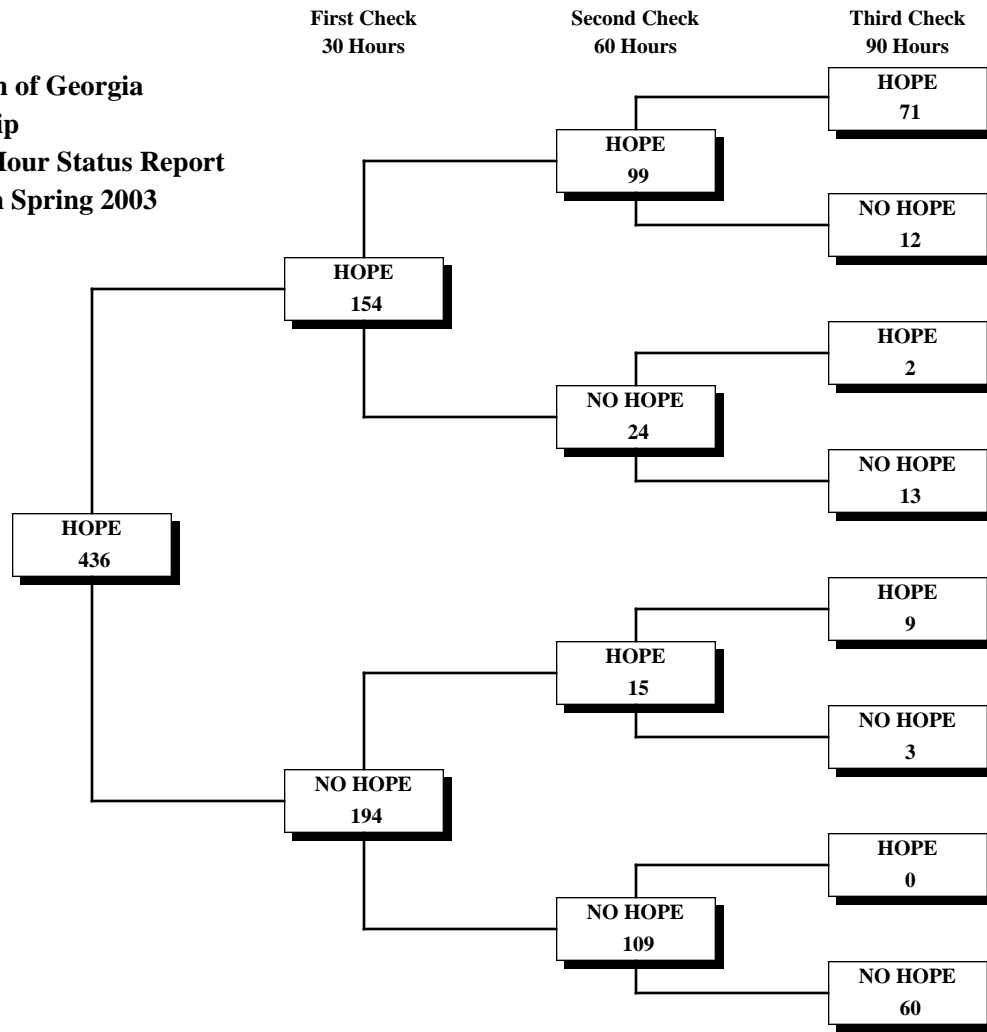 First Check
30 Hours
Second Check
60 Hours
Third Check
90 Hours
of Georgia
Status Report
Spring 2003
HOPE
436
HOPE
154
NO HOPE
194
HOPE
99
NO HOPE
24
HOPE
15
NO HOPE
109
HOPE
71
NO HOPE
12
HOPE
2
NO HOPE
13
HOPE
9
NO HOPE
3
HOPE
0
NO HOPE
60